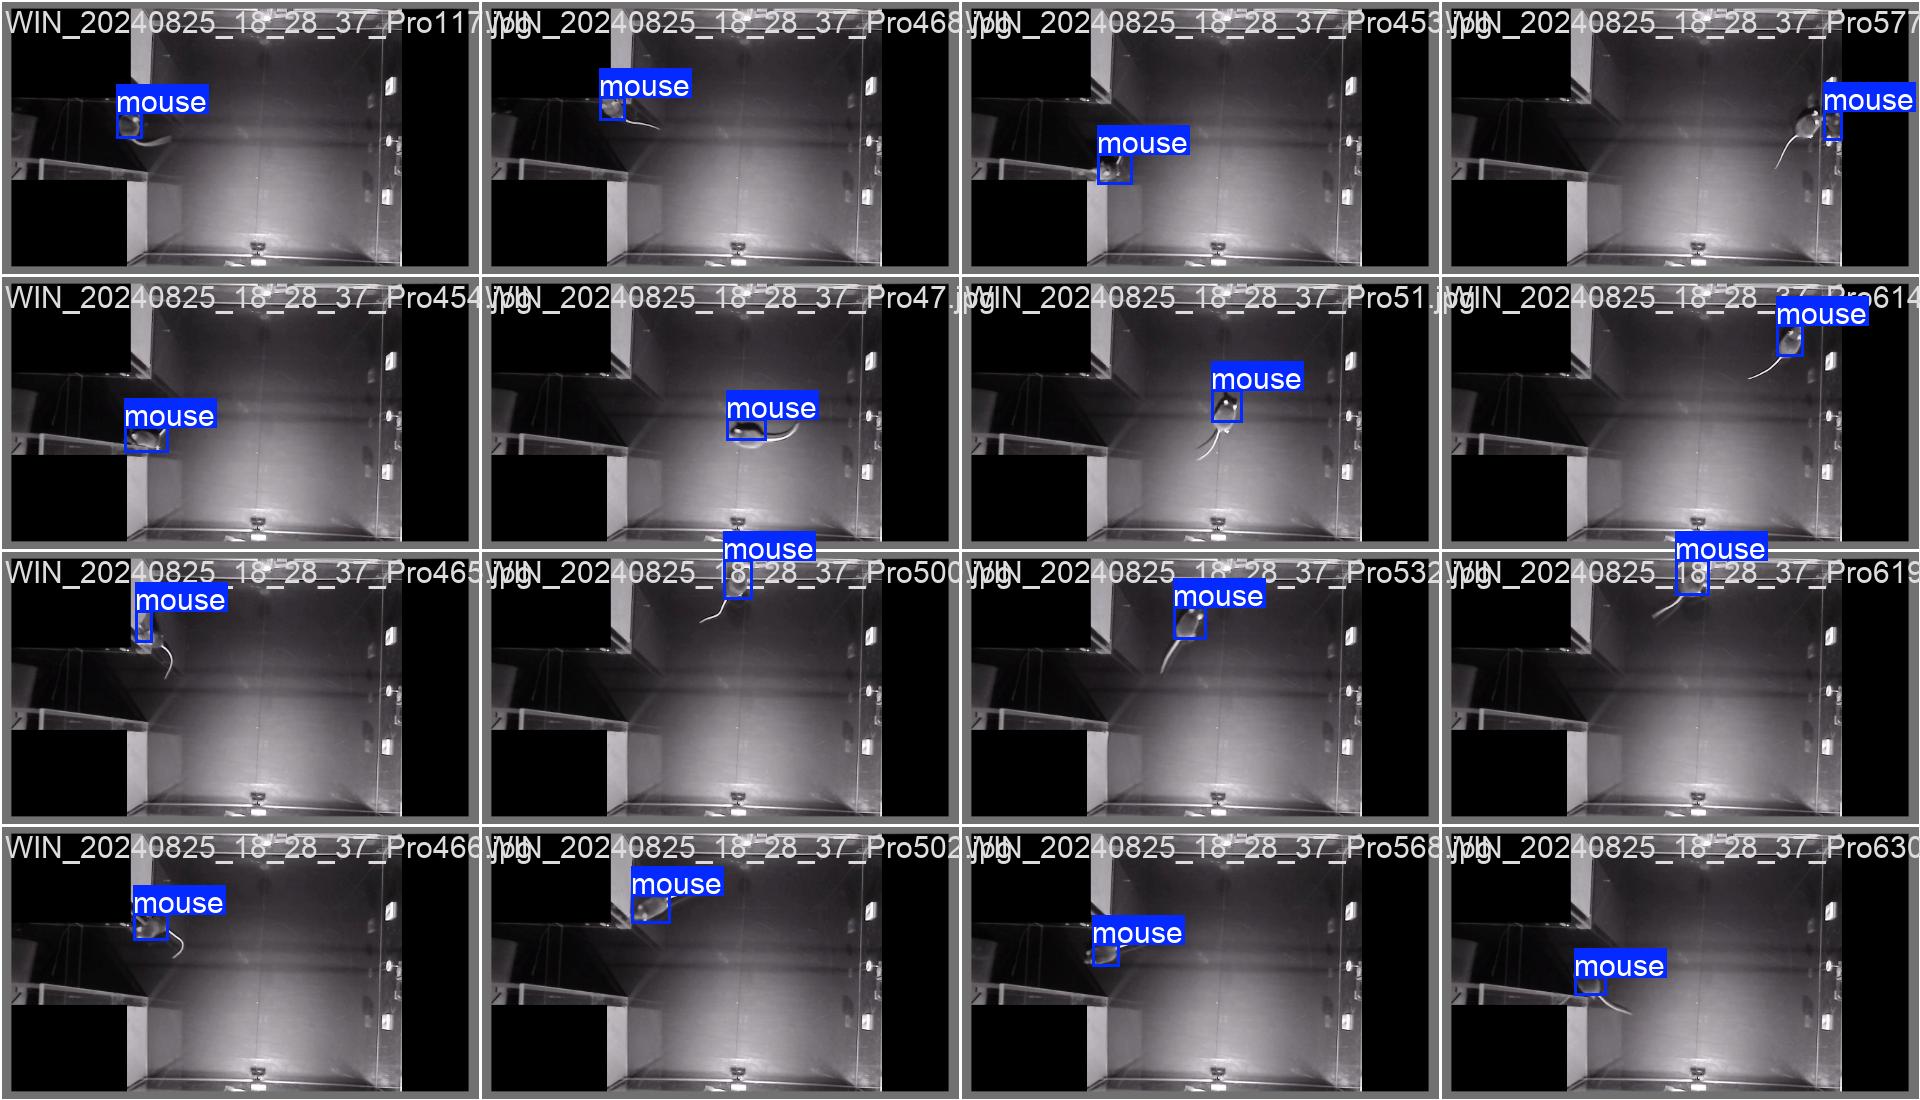 WIN_20240825_18_28_37_Pro117.jpg
mouse
WIN_20240825_18_28_37_Pro468.jpg
mouse
WIN_20240825_18_28_37_Pro453.jpg
mouse
WIN_20240825_18_28_37_Pro577
mouse
WIN_20240825_18_28_37_Pro454.jpg
mouse
WIN_20240825_18_28_37_Pro47.jpg
mouse
WIN_20240825_18_28_37_Pro51.jpg
mouse
WIN_20240825_18_28_37_Pro614
mouse
WIN_20240825_18_28_37_Pro465.jpg
mouse
WIN_20240825_18_28_37_Pro500.jpg
mouse
WIN_20240825_18_28_37_Pro532.jpg
mouse
WIN_20240825_18_28_37_Pro619
mouse
WIN_20240825_18_28_37_Pro466.jpg
mouse
WIN_20240825_18_28_37_Pro502.jpg
mouse
WIN_20240825_18_28_37_Pro568.jpg
mouse
WIN_20240825_18_28_37_Pro630
mouse